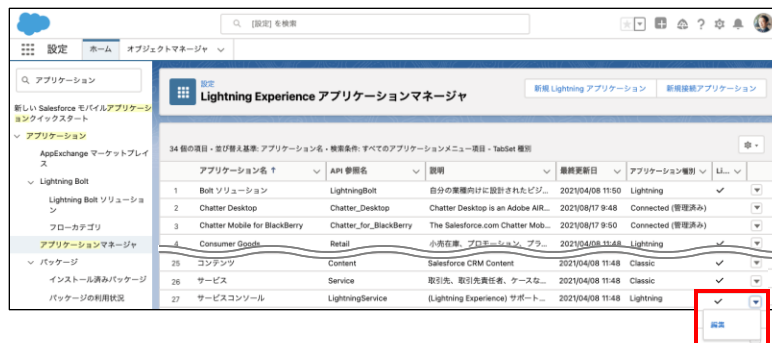 [設定] を検索
設定
ホーム
オブジェクトマネージャ
アプリケーション
新しい Salesforce モバイルアプリケーシ
ョンクイックスタート
アプリケーション
AppExchange マーケットプレイ
ス
Lightning Bolt
Lightning Bolt ソリューショ
ン
フローカテゴリ
アプリケーションマネージャ
パッケージ
インストール済みパッケージ
パッケージの利用状況
設定
Lightning Experience アプリケーションマネージャ
新規 Lightning アプリケーション
新規接続アプリケーション
34 個の項目・並び替え基準: アプリケーション名・検索条件: すべてのアプリケーションメニュー項目 - TabSet 種別
アプリケーション名 ↑ API 参照名 説明 最終更新日 アプリケーション種別 Li...
1 Bolt ソリューション LightningBolt 自分の業種向けに設計されたビジ... 2021/04/08 11:50 Lightning ✓
2 Chatter Desktop Chatter_Desktop Chatter Desktop is an Adobe AIR... 2021/08/17 9:48 Connected (管理済み)
3 Chatter Mobile for BlackBerry Chatter_for_BlackBerry The Salesforce.com Chatter Mob... 2021/08/17 9:50 Connected (管理済み)
4 Consumer Goods Retail 小売在庫、プロモーション、プラ... 2021/04/08 11:48 Lightning ✓
25 コンテンツ Content Salesforce CRM Content 2021/04/08 11:48 Classic ✓
26 サービス Service 取引先、取引先責任者、ケースな... 2021/04/08 11:48 Classic ✓
27 サービスコンソール LightningService (Lightning Experience) サポート... 2021/04/08 11:48 Lightning ✓
編集